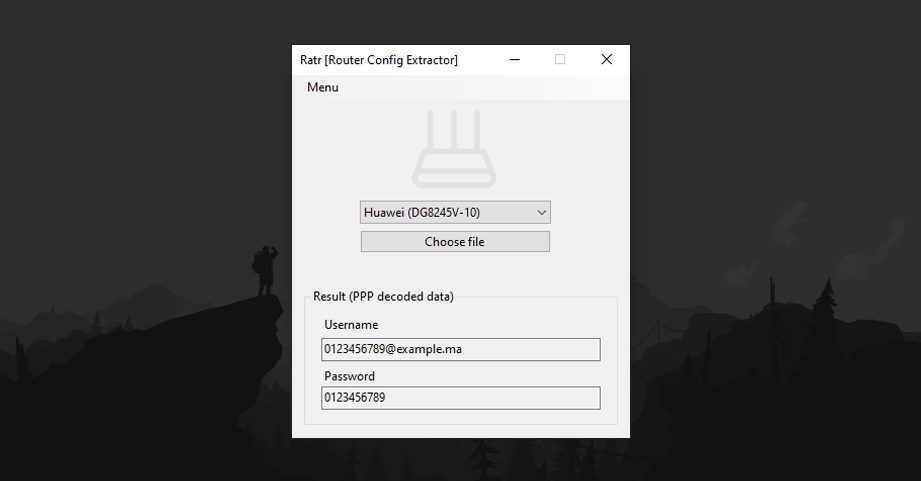 Ratr [Router Config Extractor]
Menu
Huawei (DG8245V-10)
Choose file
Result (PPP decoded data)
Username
0123456789@example.ma
Password
0123456789